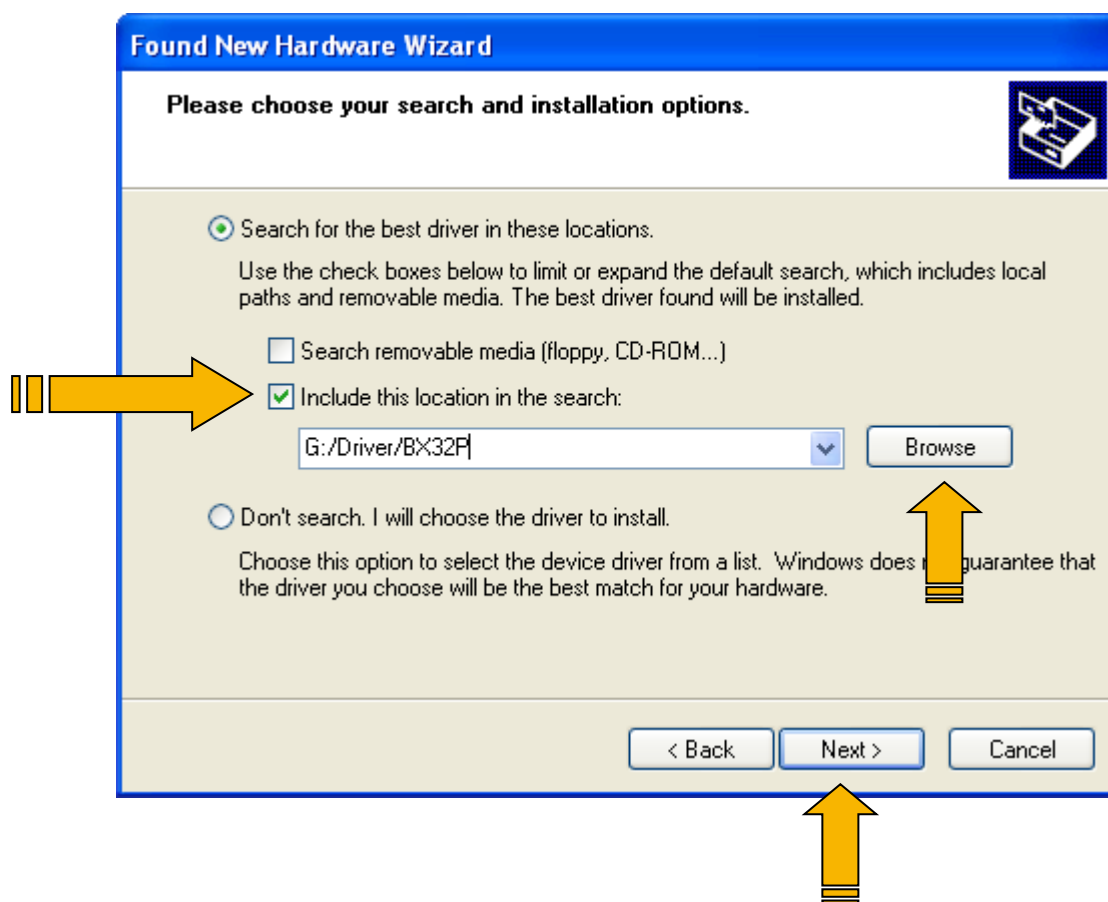 Found New Hardware Wizard
Please choose your search and installation options.
Search for the best driver in these locations.
Use the check boxes below to limit or expand the default search, which includes local
paths and removable media. The best driver found will be installed.
Search removable media (floppy, CD-ROM...)
Include this location in the search:
G:/Driver/BX32P
Browse
Don't search. I will choose the driver to install.
Choose this option to select the device driver from a list. Windows does guarantee that
the driver you choose will be the best match for your hardware.
< Back
Next >
Cancel